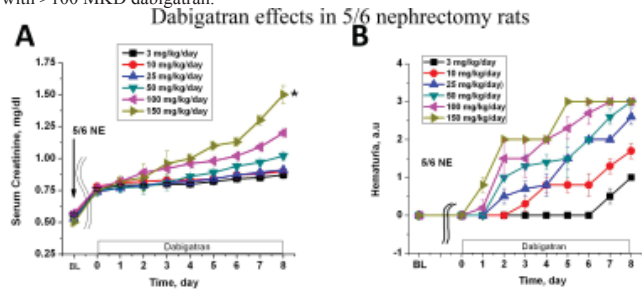 with >100 MKD dabigatran.
Dabigatran effects in 5/6 nephrectomy rats
A
3 mg/kg/day
10 mg/kg/day
25 mg/kg/day
50 mg/kg/day
100 mg/kg/day
150 mg/kg/day
1.75
1.50
1.25
1.00
0.75
0.50
0.25
Serum Creatinine, mg/dl
5/6 NE
*
Dabigatran
BL 0 1 2 3 4 5 6 7 8
Time, day
B
3 mg/kg/day
10 mg/kg/day
25 mg/kg/day)
50 mg/kg/day
100 mg/kg/day
150 mg/kg/day
4
3
2
1
0
-1
Hematuria, a.u
5/6 NE
Dabigatran
BL 0 1 2 3 4 5 6 7 8
Time, day